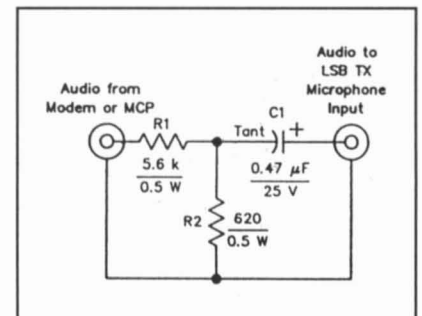 Audio from
Modem or MCP
Audio to
LSB TX
Microphone
Input
R1
5.6 k
0.5 W
Tant
C1
+
0.47 μF
25 V
R2
620
0.5 W